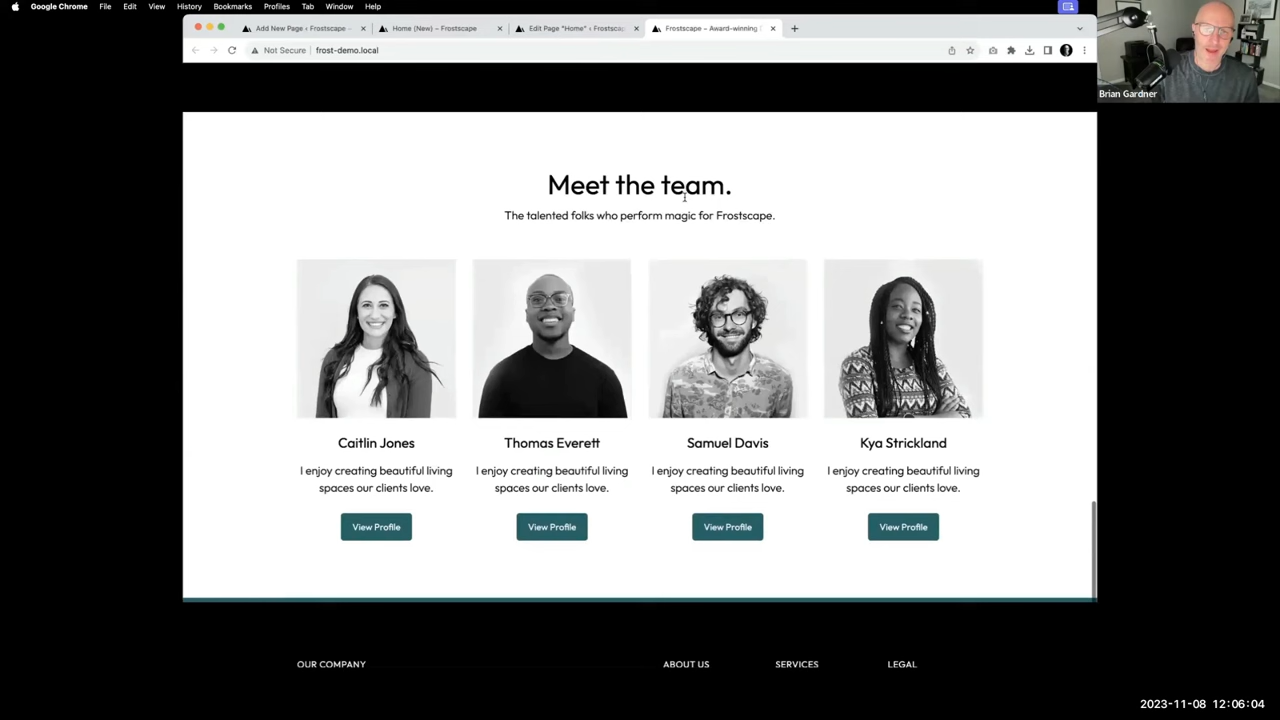 Google Chrome File Edit View History Bookmarks Profiles Tab Window Help
Add New Page ‹ Frostscape –
Home (New) – Frostscape
Edit Page "Home" ‹ Frostsca
Frostscape – Award-winning
Not Secure frost-demo.local
Brian Gardner
Meet the team.
The talented folks who perform magic for Frostscape.
Caitlin Jones
Thomas Everett
Samuel Davis
Kya Strickland
I enjoy creating beautiful living
spaces our clients love.
I enjoy creating beautiful living
spaces our clients love.
I enjoy creating beautiful living
spaces our clients love.
I enjoy creating beautiful living
spaces our clients love.
View Profile
View Profile
View Profile
View Profile
OUR COMPANY
ABOUT US
SERVICES
LEGAL
2023-11-08 12:06:04